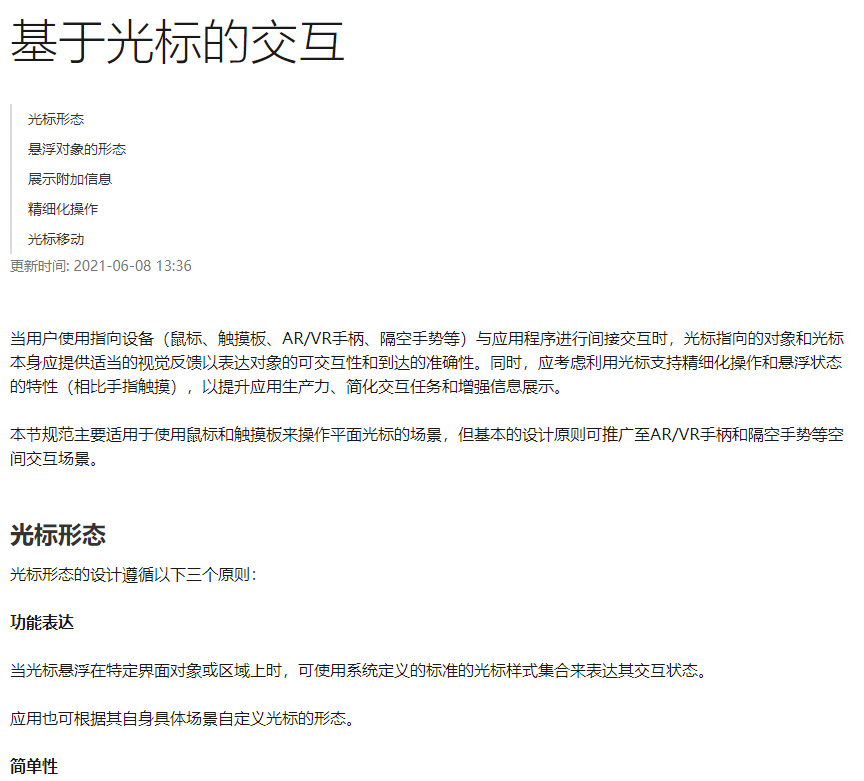 基于光标的交互
光标形态
悬浮对象的形态
展示附加信息
精细化操作
光标移动
更新时间: 2021-06-08 13:36
当用户使用指向设备（鼠标、触摸板、AR/VR手柄、隔空手势等）与应用程序进行间接交互时，光标指向的对象和光标
本身应提供适当的视觉反馈以表达对象的可交互性和到达的准确性。同时，应考虑利用光标支持精细化操作和悬浮状态
的特性（相比手指触摸），以提升应用生产力、简化交互任务和增强信息展示。
本节规范主要适用于使用鼠标和触摸板来操作平面光标的场景，但基本的设计原则可推广至AR/VR手柄和隔空手势等空
间交互场景。
光标形态
光标形态的设计遵循以下三个原则：
功能表达
当光标悬浮在特定界面对象或区域上时，可使用系统定义的标准的光标样式集合来表达其交互状态。
应用也可根据其自身具体场景自定义光标的形态。
简单性